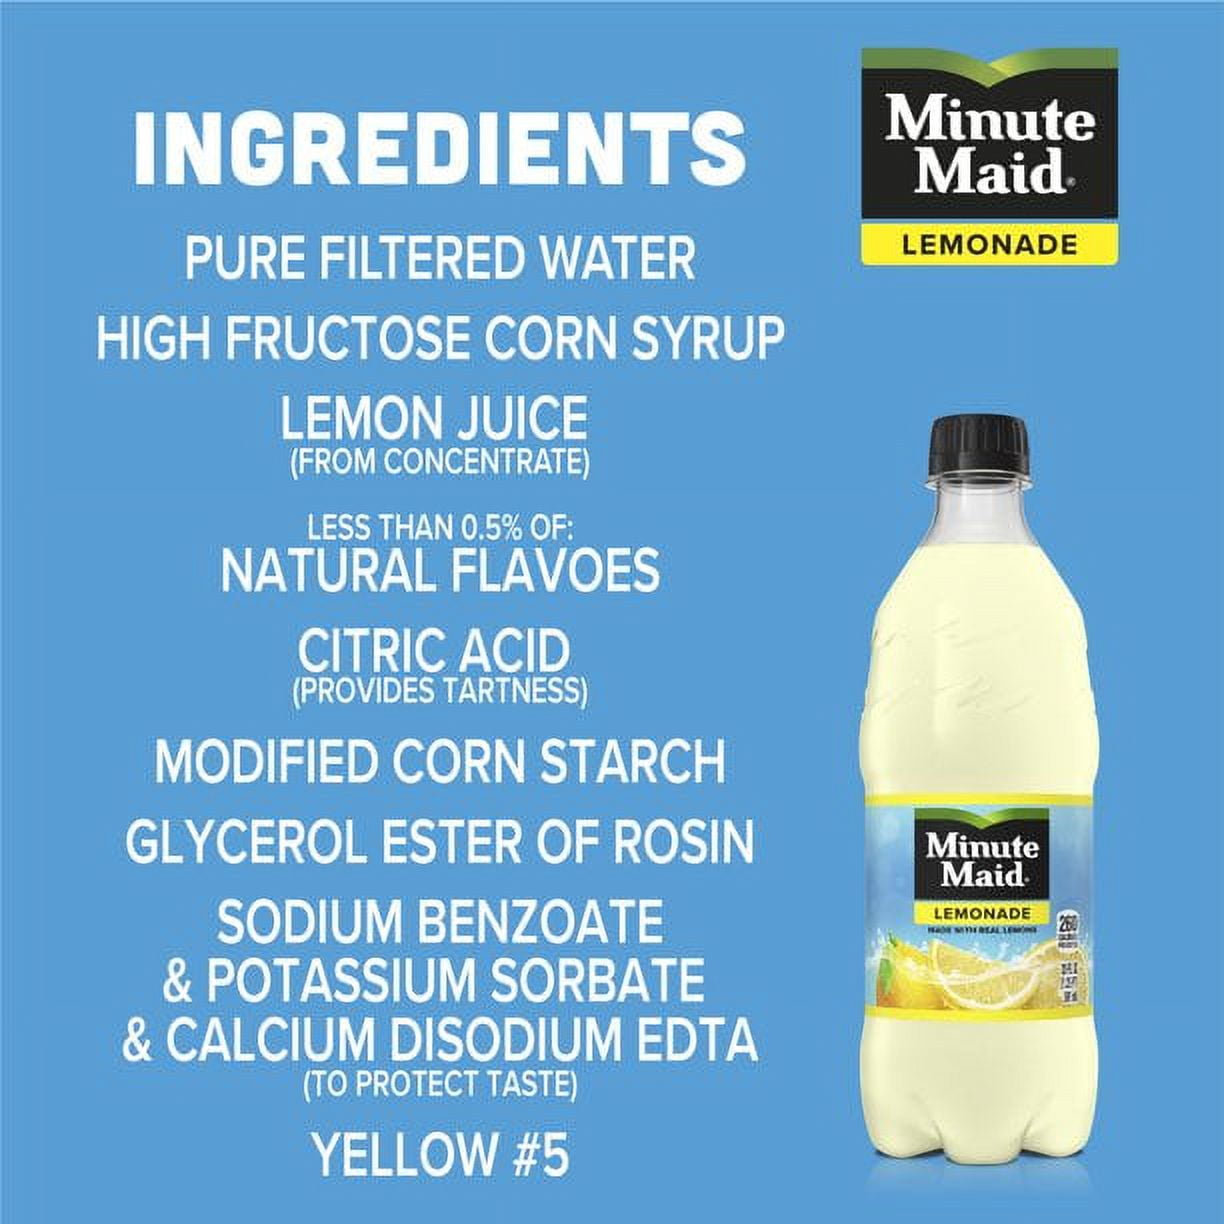 INGREDIENTS
PURE FILTERED WATER
HIGH FRUCTOSE CORN SYRUP
LEMON JUICE
(FROM CONCENTRATE)
LESS THAN 0.5% OF:
NATURAL FLAVOES
CITRIC ACID
(PROVIDES TARTNESS)
MODIFIED CORN STARCH
GLYCEROL ESTER OF ROSIN
SODIUM BENZOATE
& POTASSIUM SORBATE
& CALCIUM DISODIUM EDTA
(TO PROTECT TASTE)
YELLOW #5
Minute
Maid
LEMONADE
Minute
Maid
LEMONADE
MADE WITH REAL LEMONS
260